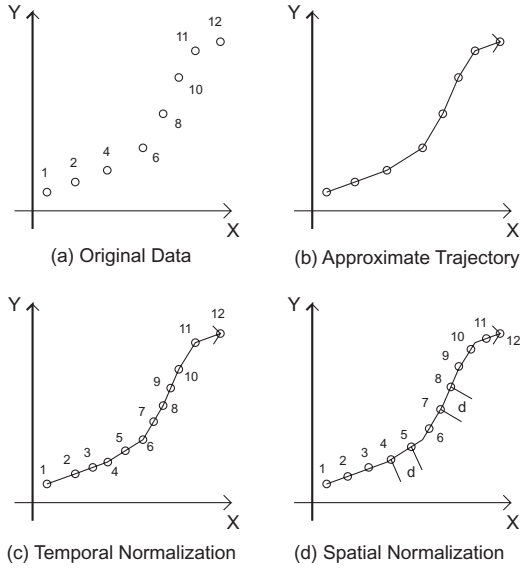 Y
12
11
10
8
6
4
2
1
X
(a) Original Data
Y
X
(b) Approximate Trajectory
Y
12
11
10
9
8
7
6
5
4
3
2
1
X
(c) Temporal Normalization
Y
11
12
10
9
8
d
7
6
5
4
d
3
2
1
X
(d) Spatial Normalization